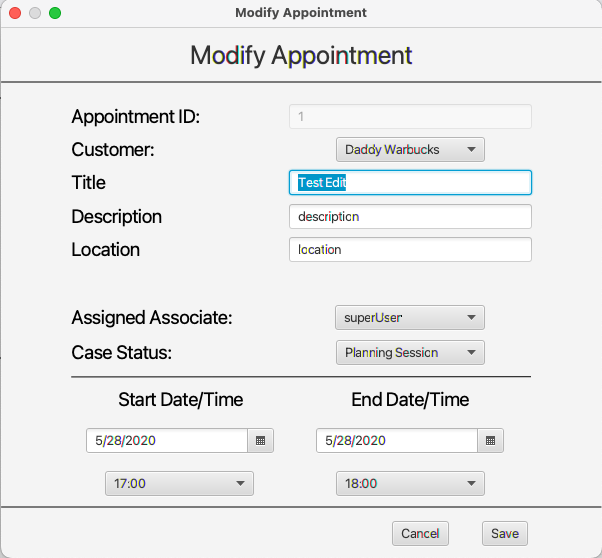 Modify Appointment
Modify Appointment
Appointment ID: 1
Customer: Daddy Warbucks
Title Test Edit
Description description
Location location
Assigned Associate: superUser
Case Status: Planning Session
Start Date/Time End Date/Time
5/28/2020 5/28/2020
17:00 18:00
Cancel Save